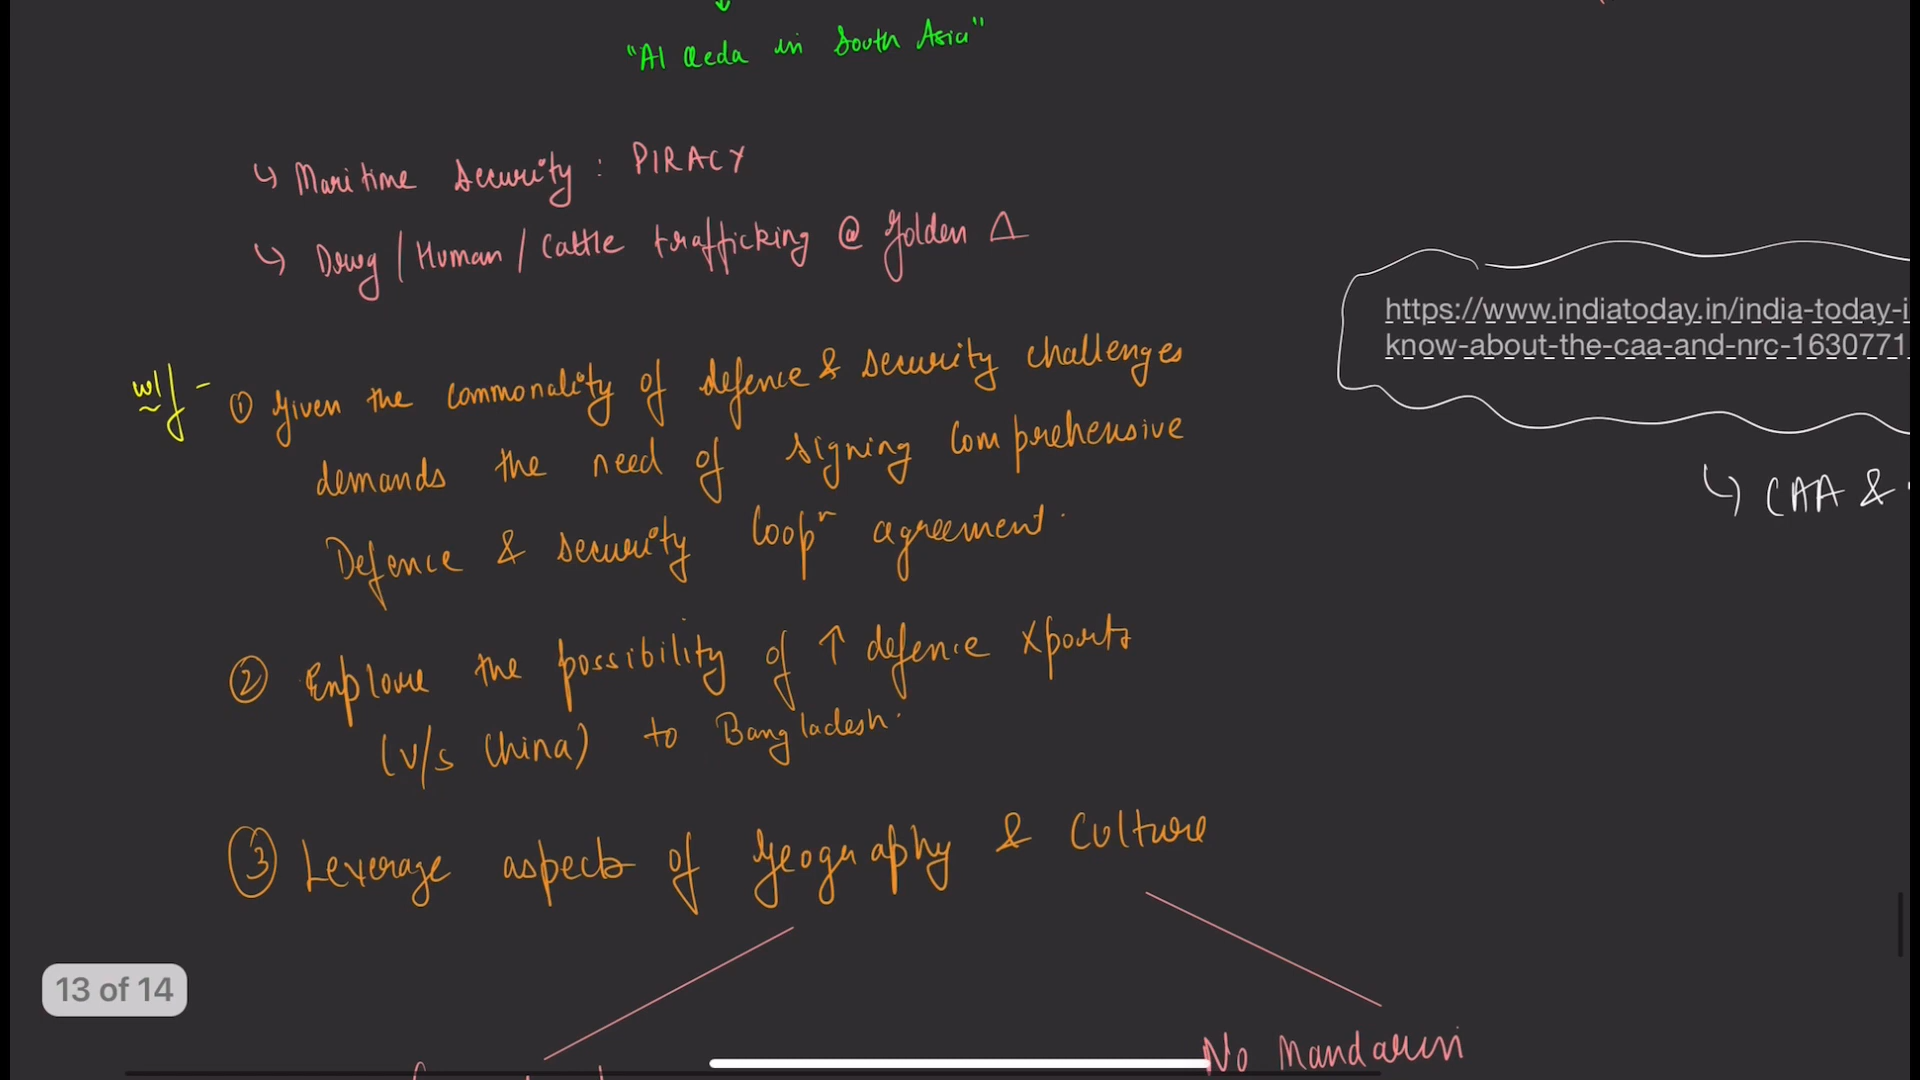 "Al Qeda in South Asia"
↳ Maritime Security : PIRACY
↳ Drug / Human / Cattle trafficking @ Golden Δ
https://www.indiatoday.in/india-today-i
know-about-the-caa-and-nrc-1630771
↳ CAA &
w/f - ① Given the commonality of defence & security challenges
demands the need of signing comprehensive
Defence & security Coopⁿ agreement.
② Explore the possibility of ↑ defence Xports
(v/s China) to Bangladesh.
③ Leverage aspects of Geography & Culture
13 of 14
No Mandarin